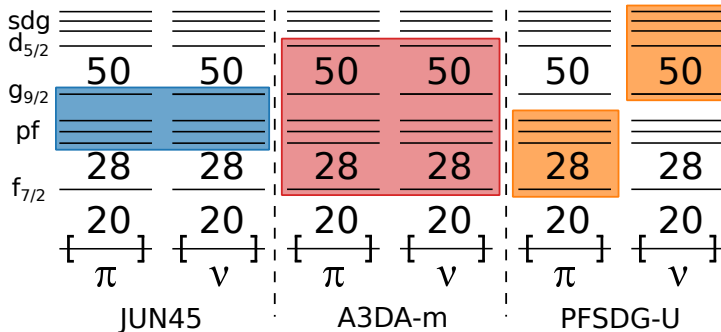 sdg
d5/2
50 50 50 50 50 50
g9/2
pf
28 28 28 28 28 28
f7/2
20 20 20 20 20 20
[ ] [ ] [ ] [ ] [ ] [ ]
π ν π ν π ν
JUN45 A3DA-m PFSDG-U